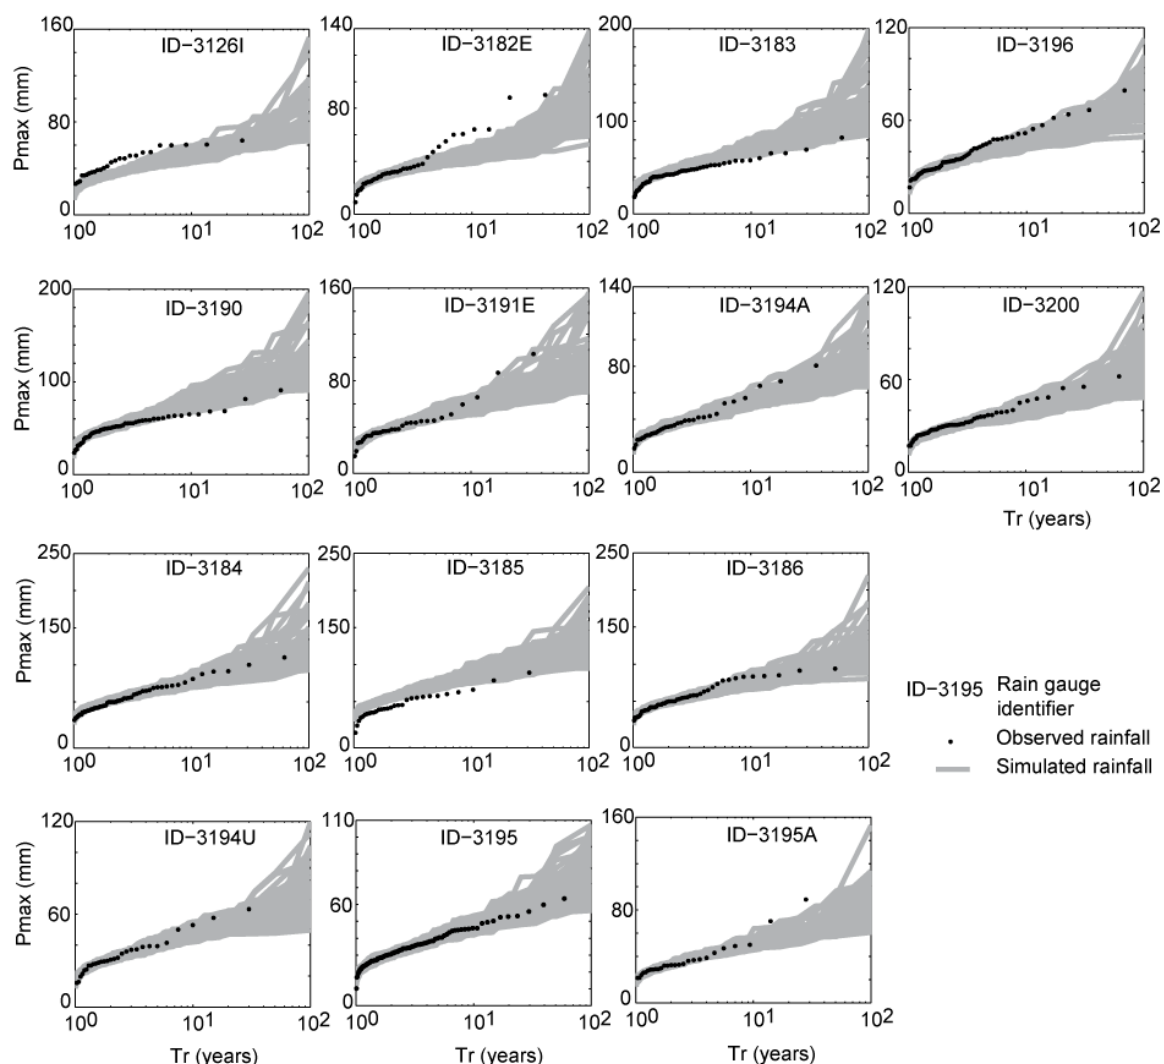 160
ID-3126I
80
0
Pmax (mm)
10^0 10^1 10^2
140
ID-3182E
80
0
10^0 10^1 10^2
200
ID-3183
100
0
10^0 10^1 10^2
120
ID-3196
60
0
10^0 10^1 10^2
200
ID-3190
100
0
Pmax (mm)
10^0 10^1 10^2
160
ID-3191E
80
0
10^0 10^1 10^2
140
ID-3194A
80
0
10^0 10^1 10^2
120
ID-3200
60
0
10^0 10^1 10^2
Tr (years)
250
ID-3184
150
0
Pmax (mm)
10^0 10^1 10^2
250
ID-3185
150
0
10^0 10^1 10^2
250
ID-3186
150
0
10^0 10^1 10^2
ID-3195 Rain gauge
identifier
Observed rainfall
Simulated rainfall
120
ID-3194U
60
0
Pmax (mm)
10^0 10^1 10^2
Tr (years)
110
ID-3195
60
0
10^0 10^1 10^2
Tr (years)
160
ID-3195A
80
0
10^0 10^1 10^2
Tr (years)